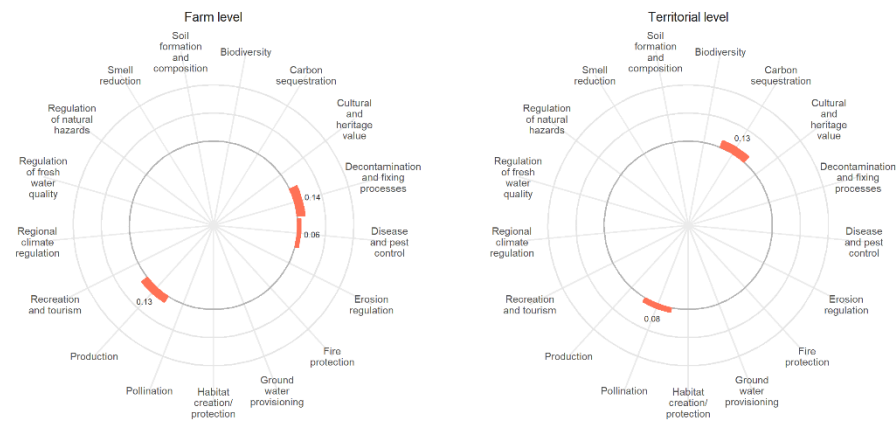 Farm level
Soil
formation
and
composition
Biodiversity
Smell
reduction
Carbon
sequestration
Regulation
of natural
hazards
Cultural
and
heritage
value
Regulation
of fresh
water
quality
Decontamination
and fixing
processes
0.14
Regional
climate
regulation
0.06
Disease
and pest
control
Recreation
and tourism
0.13
Erosion
regulation
Production
Fire
protection
Pollination
Habitat
creation/
protection
Ground
water
provisioning
Territorial level
Soil
formation
and
composition
Biodiversity
Smell
reduction
Carbon
sequestration
0.13
Regulation
of natural
hazards
Cultural
and
heritage
value
Regulation
of fresh
water
quality
Decontamination
and fixing
processes
Regional
climate
regulation
Disease
and pest
control
Recreation
and tourism
Erosion
regulation
0.08
Production
Fire
protection
Pollination
Habitat
creation/
protection
Ground
water
provisioning